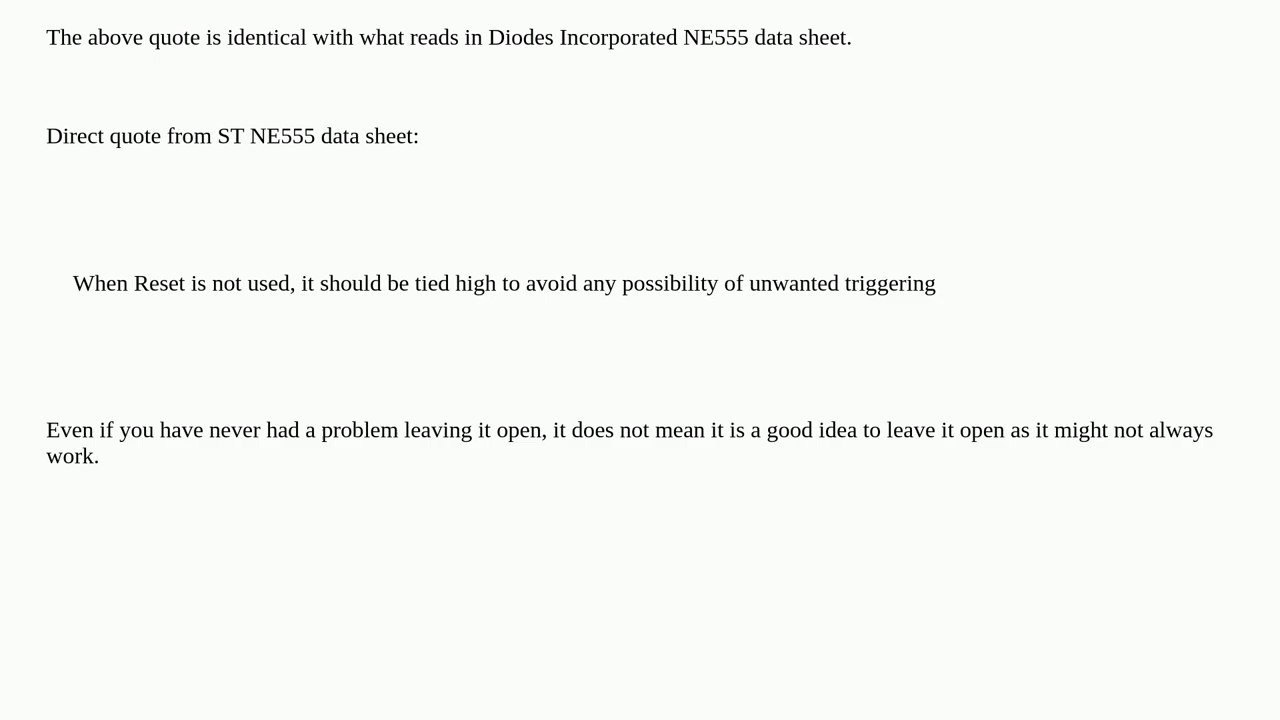 The above quote is identical with what reads in Diodes Incorporated NE555 data sheet.
Direct quote from ST NE555 data sheet:
When Reset is not used, it should be tied high to avoid any possibility of unwanted triggering
Even if you have never had a problem leaving it open, it does not mean it is a good idea to leave it open as it might not always
work.